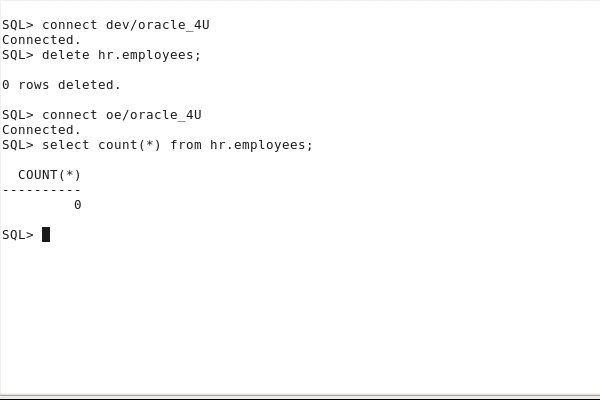 SQL> connect dev/oracle_4U
Connected.
SQL> delete hr.employees;
0 rows deleted.
SQL> connect oe/oracle_4U
Connected.
SQL> select count(*) from hr.employees;
COUNT(*)
----------
0
SQL>